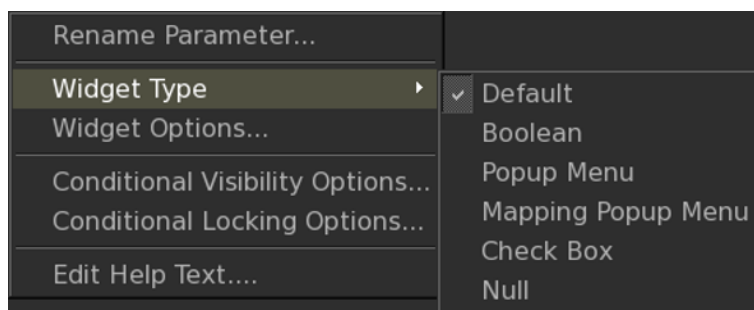 Rename Parameter...
Widget Type
Widget Options...
Conditional Visibility Options...
Conditional Locking Options...
Edit Help Text....
Default
Boolean
Popup Menu
Mapping Popup Menu
Check Box
Null